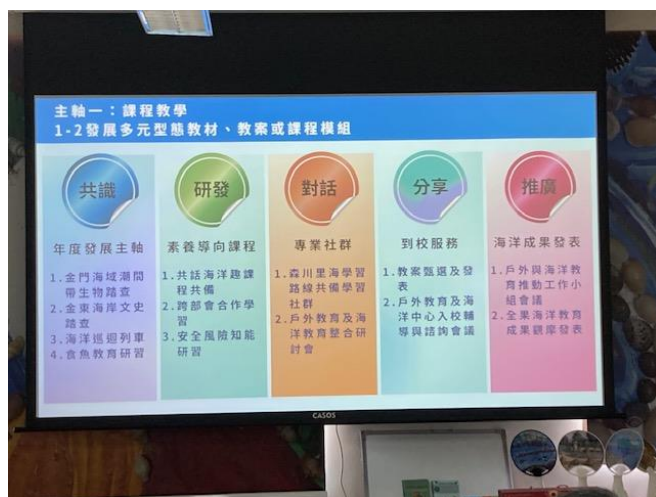 主軸一：課程教學
1-2發展多元型態教材、教案或課程模組
共識
年度發展主軸
1.金門海域潮間
帶生物踏查
2.金東海岸文史
踏查
3.海洋巡迴列車
4.食魚教育研習
研發
素養導向課程
1.共話海洋趣課
程共備
2.跨部會合作學
習
3.安全風險知能
研習
對話
專業社群
1.森川里海學習
路線共備學習
社群
2.戶外教育及海
洋教育整合研
討會
分享
到校服務
1.教案甄選及發
表
2.戶外教育及海
洋中心入校輔
導與諮詢會議
推廣
海洋成果發表
1.戶外與海洋教
育推動工作小
組會議
2.全果海洋教育
成果觀摩發表
CASOS